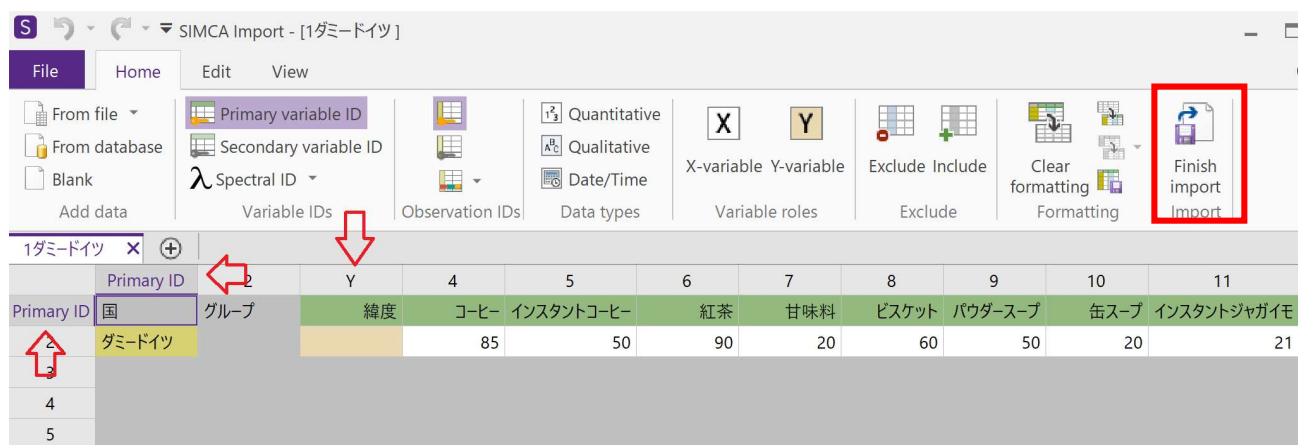 S SIMCA Import - [1ダミードイツ ]
File Home Edit View
From file Primary variable ID Quantitative X Y
From database Secondary variable ID Qualitative X-variable Y-variable Exclude Include Clear formatting Finish import
Blank λ Spectral ID Date/Time
Add data Variable IDs Observation IDs Data types Variable roles Exclude Formatting Import
1ダミードイツ
Primary ID 2 Y 4 5 6 7 8 9 10 11
Primary ID 国 グループ 緯度 コーヒー インスタントコーヒー 紅茶 甘味料 ビスケット パウダースープ 缶スープ インスタントジャガイモ
2 ダミードイツ 85 50 90 20 60 50 20 21
3
4
5